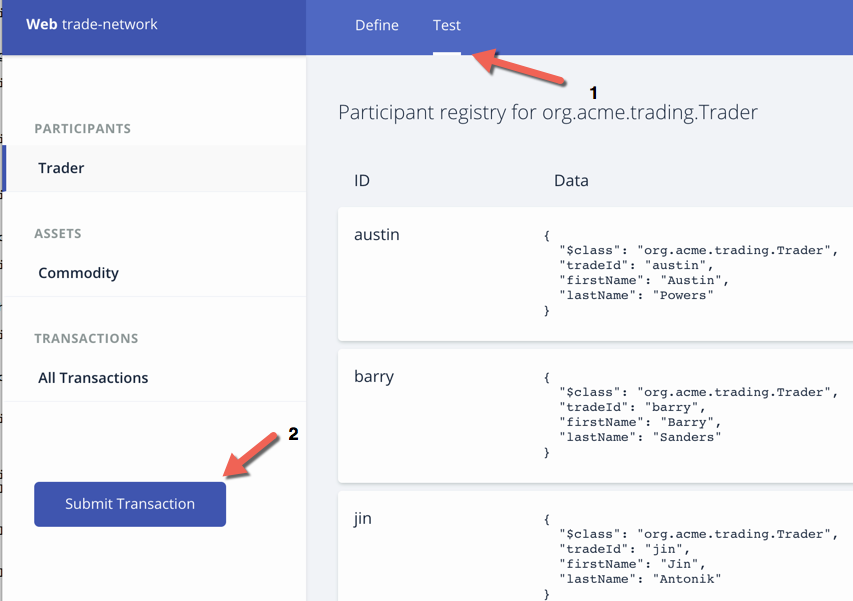 Web trade-network
Define
Test
1
Participant registry for org.acme.trading.Trader
PARTICIPANTS
Trader
ASSETS
Commodity
TRANSACTIONS
All Transactions
2
Submit Transaction
ID
Data
austin
{
"$class": "org.acme.trading.Trader",
"tradeId": "austin",
"firstName": "Austin",
"lastName": "Powers"
}
barry
{
"$class": "org.acme.trading.Trader",
"tradeId": "barry",
"firstName": "Barry",
"lastName": "Sanders"
}
jin
{
"$class": "org.acme.trading.Trader",
"tradeId": "jin",
"firstName": "Jin",
"lastName": "Antonik"
}